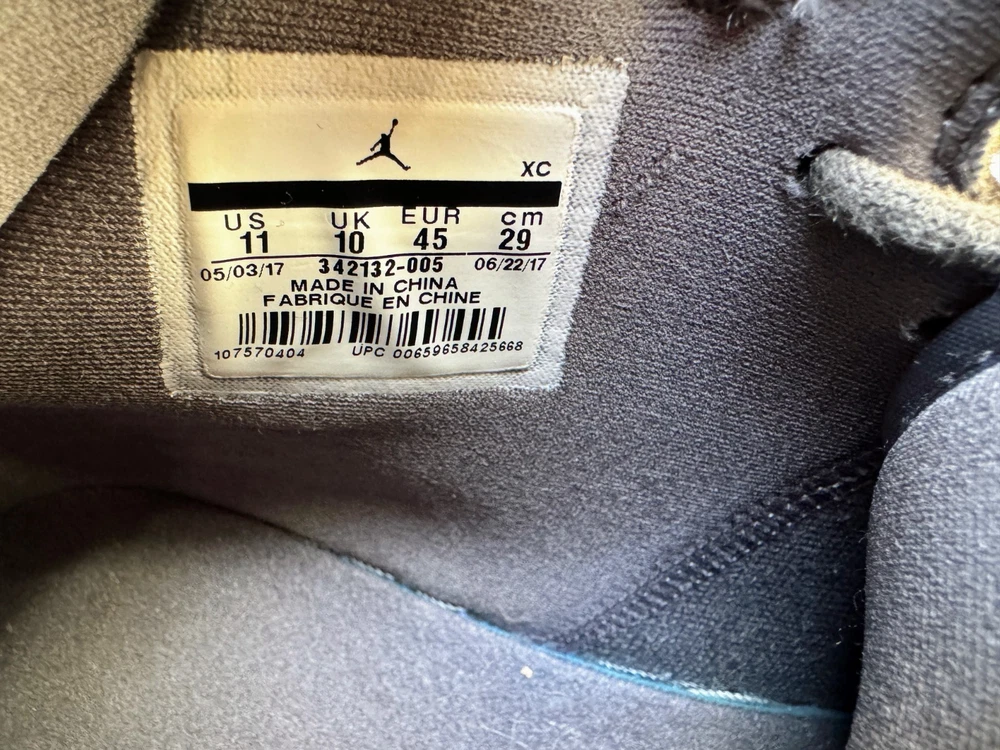 XC
US UK EUR cm
11 10 45 29
05/03/17 342132-005 06/22/17
MADE IN CHINA
FABRIQUE EN CHINE
107570404 UPC 00659658425668